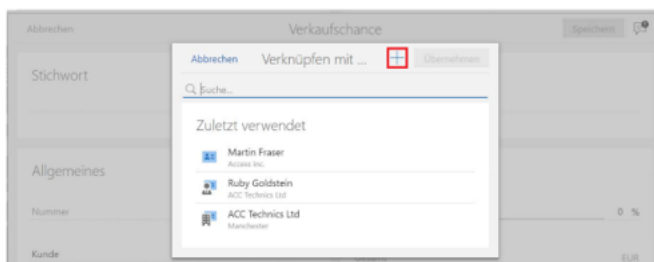 Abbrechen Verkaufschance Speichern
Abbrechen Verknüpfen mit ... Übernehmen
Stichwort
Suche...
Zuletzt verwendet
Martin Fraser
Access Inc.
Allgemeines
Ruby Goldstein
ACC Technics Ltd
Nummer
ACC Technics Ltd
0 %
Manchester
Kunde
EUR